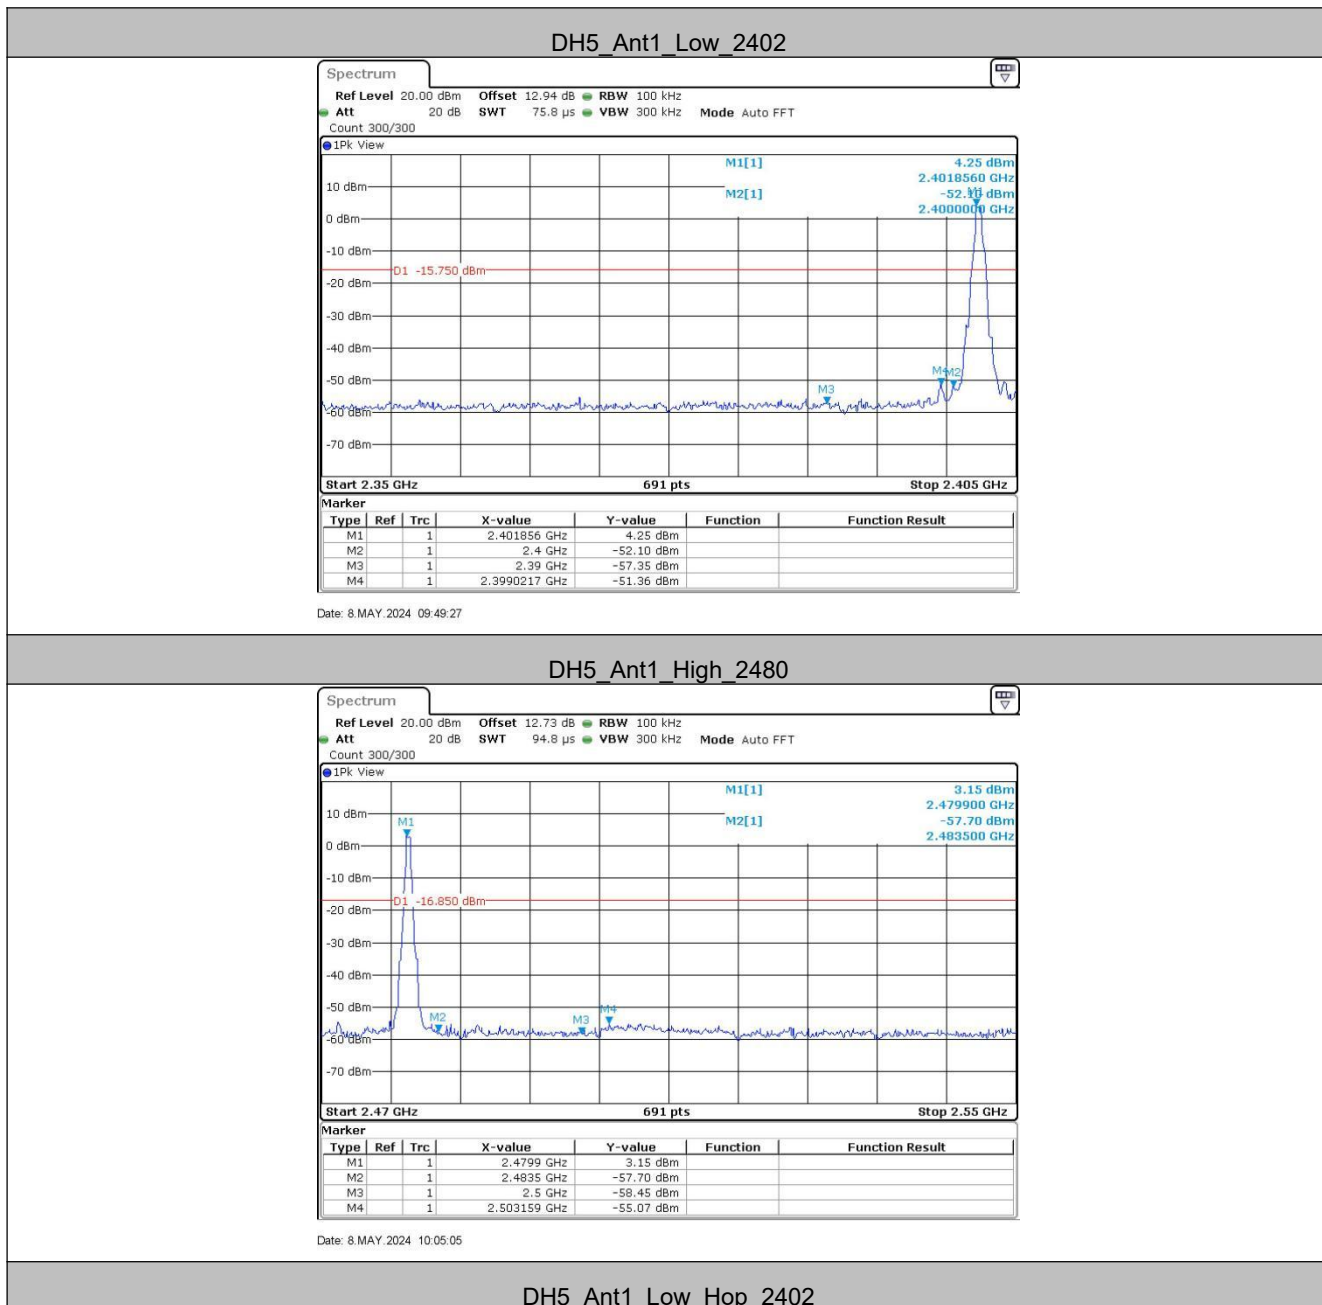 DH5_Ant1_Low_2402
Spectrum
Ref Level 20.00 dBm Offset 12.94 dB RBW 100 kHz
Att 20 dB SWT 75.8 µs VBW 300 kHz Mode Auto FFT
Count 300/300
1Pk View
M1[1] 4.25 dBm
2.4018560 GHz
M2[1] -52.10 dBm
2.4000000 GHz
M1
10 dBm
0 dBm
-10 dBm
D1 -15.750 dBm
-20 dBm
-30 dBm
-40 dBm
-50 dBm
M3 M4 M2
-60 dBm
-70 dBm
Start 2.35 GHz 691 pts Stop 2.405 GHz
Marker
Type Ref Trc X-value Y-value Function Function Result
M1 1 2.401856 GHz 4.25 dBm
M2 1 2.4 GHz -52.10 dBm
M3 1 2.39 GHz -57.35 dBm
M4 1 2.3990217 GHz -51.36 dBm
Date: 8.MAY.2024 09:49:27
DH5_Ant1_High_2480
Spectrum
Ref Level 20.00 dBm Offset 12.73 dB RBW 100 kHz
Att 20 dB SWT 94.8 µs VBW 300 kHz Mode Auto FFT
Count 300/300
1Pk View
M1[1] 3.15 dBm
2.479900 GHz
M2[1] -57.70 dBm
2.483500 GHz
10 dBm
M1
0 dBm
-10 dBm
D1 -16.850 dBm
-20 dBm
-30 dBm
-40 dBm
-50 dBm
M2 M3 M4
-60 dBm
-70 dBm
Start 2.47 GHz 691 pts Stop 2.55 GHz
Marker
Type Ref Trc X-value Y-value Function Function Result
M1 1 2.4799 GHz 3.15 dBm
M2 1 2.4835 GHz -57.70 dBm
M3 1 2.5 GHz -58.45 dBm
M4 1 2.503159 GHz -55.07 dBm
Date: 8.MAY.2024 10:05:05
DH5_Ant1_Low_Hop_2402